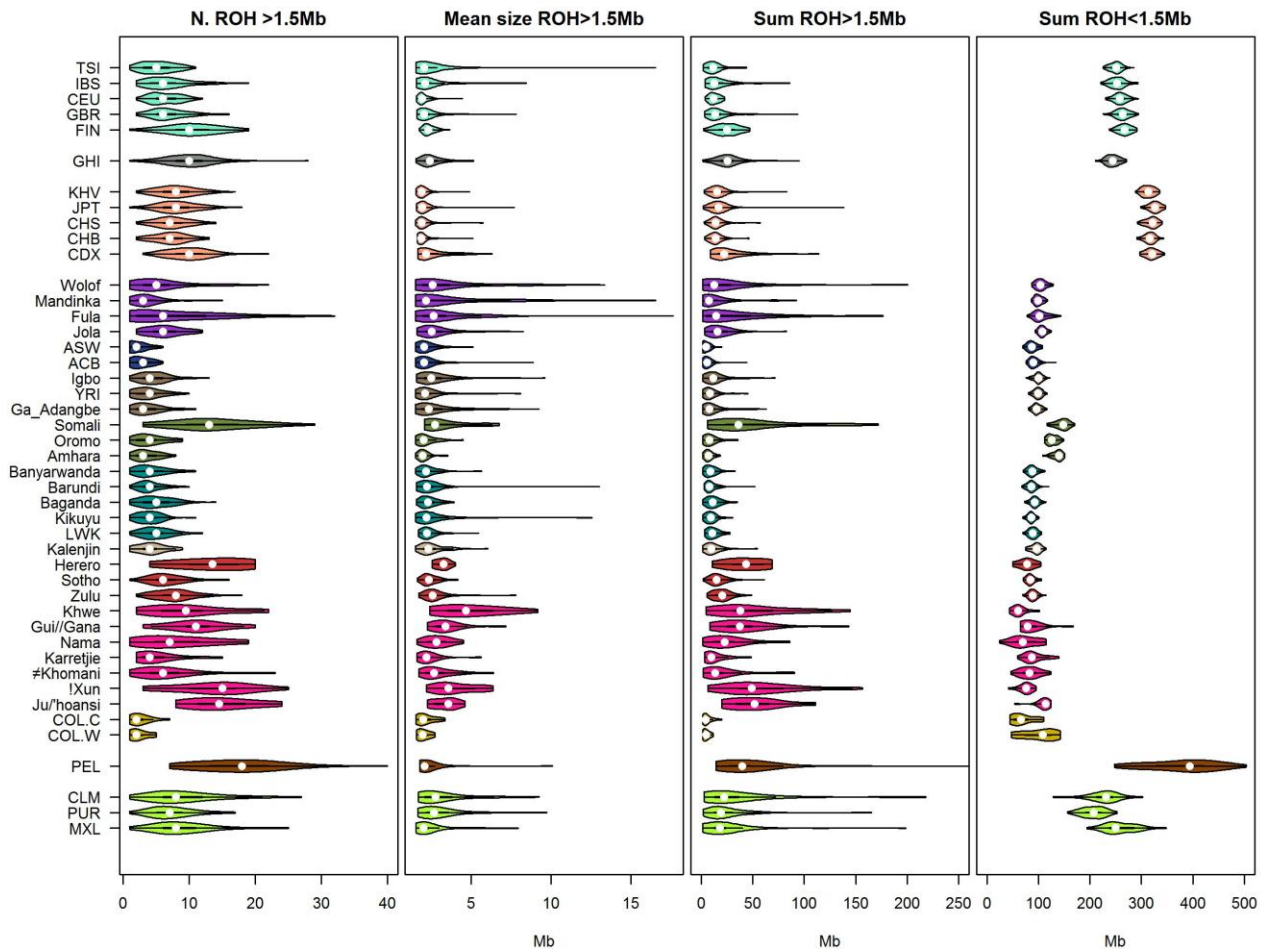 N. ROH >1.5Mb Mean size ROH>1.5Mb Sum ROH>1.5Mb Sum ROH<1.5Mb
TSI
IBS
CEU
GBR
FIN
GHI
KHV
JPT
CHS
CHB
CDX
Wolof
Mandinka
Fula
Jola
ASW
ACB
Igbo
YRI
Ga_Adangbe
Somali
Oromo
Amhara
Banyarwanda
Barundi
Baganda
Kikuyu
LWK
Kalenjin
Herero
Sotho
Zulu
Khwe
Gui//Gana
Nama
Karretjie
≠Khomani
!Xun
Ju/'hoansi
COL.C
COL.W
PEL
CLM
PUR
MXL
0 10 20 30 40 0 5 10 15 0 50 100 150 200 250 0 100 200 300 400 500
Mb Mb Mb